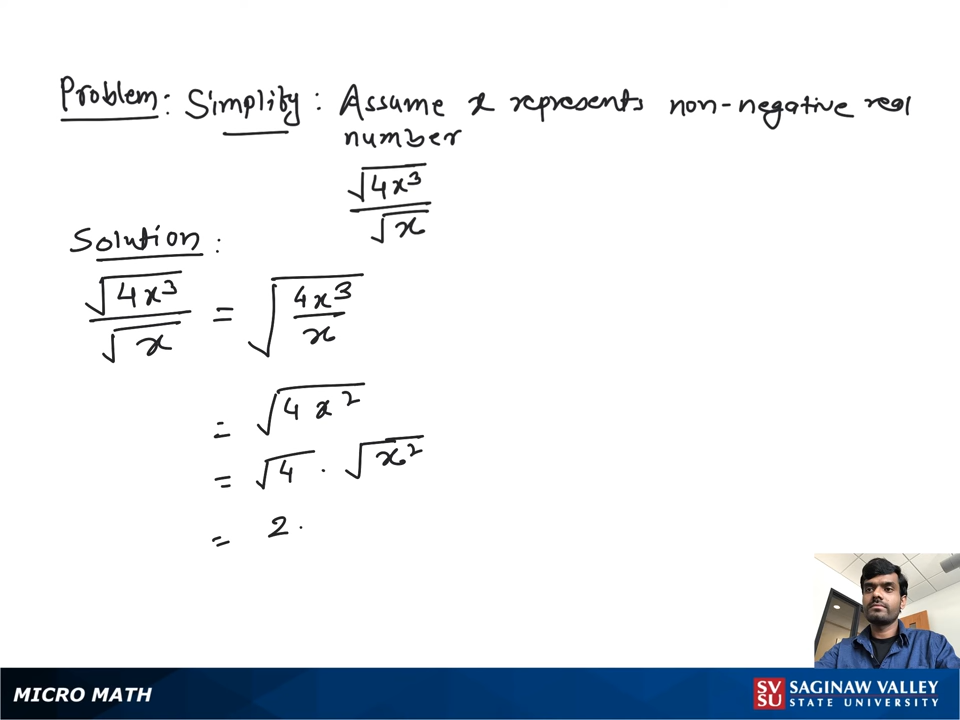 Problem: Simplify: Assume x represents non-negative real
number
√4x³
√x
Solution:
√4x³ / √x = √(4x³ / x)
= √4x²
= √4 . √x²
= 2.
MICRO MATH
SV SU SAGINAW VALLEY
STATE UNIVERSITY